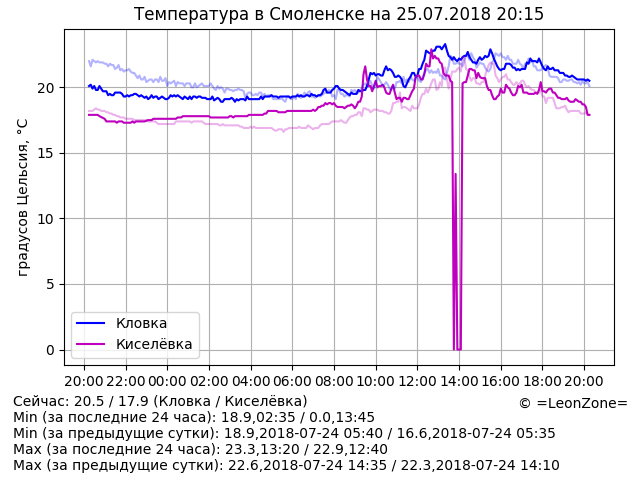 Температура в Смоленске на 25.07.2018 20:15
градусов Цельсия, °C
20
15
10
5
0
Кловка
Киселёвка
20:00 22:00 00:00 02:00 04:00 06:00 08:00 10:00 12:00 14:00 16:00 18:00 20:00
Сейчас: 20.5 / 17.9 (Кловка / Киселёвка)
© =LeonZone=
Min (за последние 24 часа): 18.9,02:35 / 0.0,13:45
Min (за предыдущие сутки): 18.9,2018-07-24 05:40 / 16.6,2018-07-24 05:35
Max (за последние 24 часа): 23.3,13:20 / 22.9,12:40
Max (за предыдущие сутки): 22.6,2018-07-24 14:35 / 22.3,2018-07-24 14:10